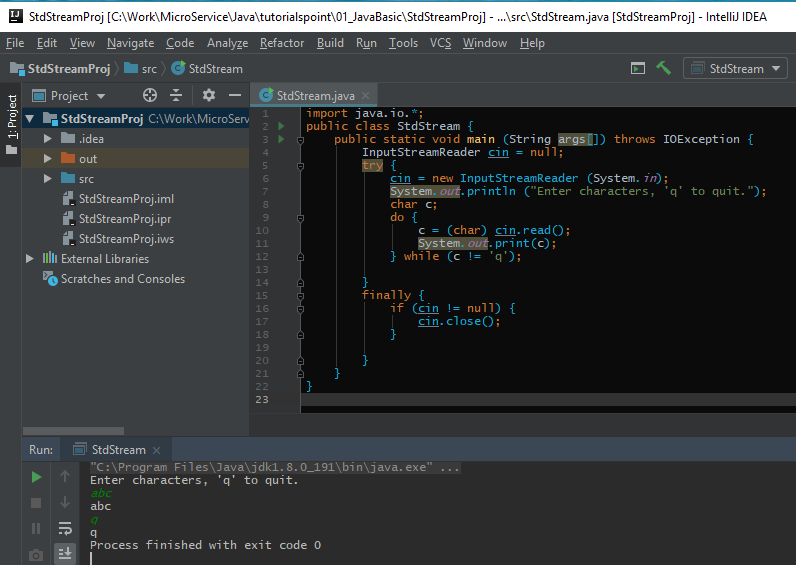 StdStreamProj [C:\Work\MicroService\Java\tutorialspoint\01_JavaBasic\StdStreamProj] - ...\src\StdStream.java [StdStreamProj] - IntelliJ IDEA
File Edit View Navigate Code Analyze Refactor Build Run Tools VCS Window Help
StdStreamProj src StdStream StdStream
1: Project
Project
StdStreamProj C:\Work\MicroServ
.idea
out
src
StdStreamProj.iml
StdStreamProj.ipr
StdStreamProj.iws
External Libraries
Scratches and Consoles
StdStream.java
1 import java.io.*;
2 public class StdStream {
3 public static void main (String args[]) throws IOException {
4 InputStreamReader cin = null;
5 try {
6 cin = new InputStreamReader (System.in);
7 System.out.println ("Enter characters, 'q' to quit.");
8 char c;
9 do {
10 c = (char) cin.read();
11 System.out.print(c);
12 } while (c != 'q');
13
14 }
15 finally {
16 if (cin != null) {
17 cin.close();
18 }
19
20 }
21 }
22 }
23
Run: StdStream
"C:\Program Files\Java\jdk1.8.0_191\bin\java.exe" ...
Enter characters, 'q' to quit.
abc
abc
q
q
Process finished with exit code 0